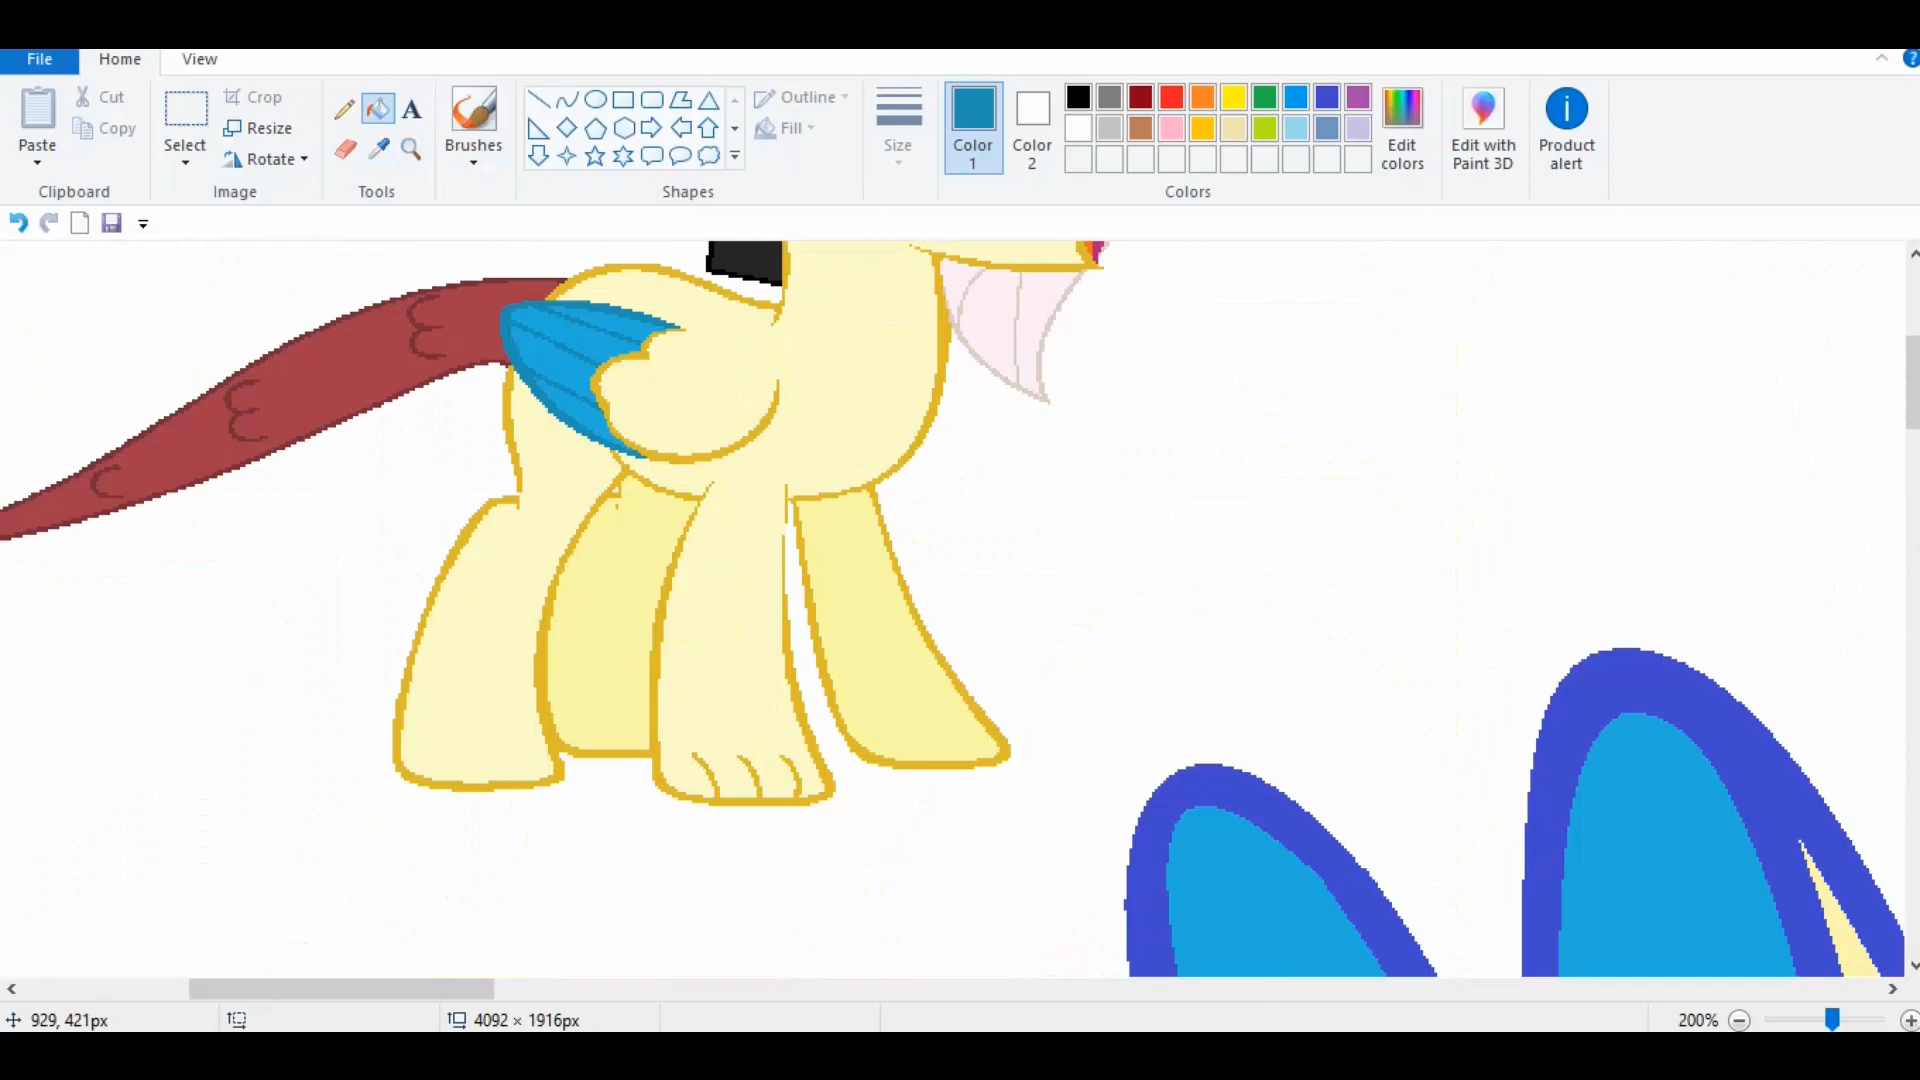 File Home View
?
Paste
Cut
Copy
Clipboard
Select
Crop
Resize
Rotate
Image
A
Tools
Brushes
Shapes
Outline
Fill
Size
Color 1
Color 2
Edit colors
Colors
Edit with Paint 3D
Product alert
929, 421px
4092 × 1916px
200%